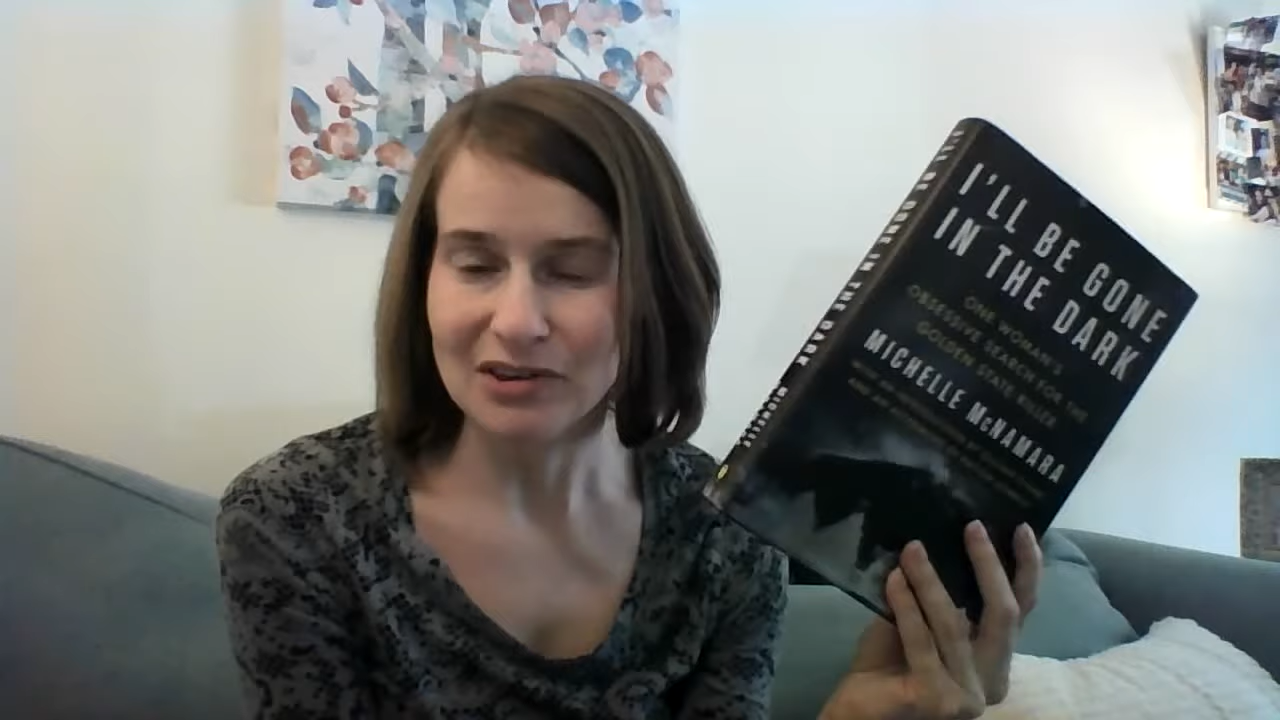 I'LL BE GONE
IN THE DARK
ONE WOMAN'S
OBSESSIVE SEARCH FOR THE
GOLDEN STATE KILLER
MICHELLE McNAMARA
I'LL BE GONE IN THE DARK